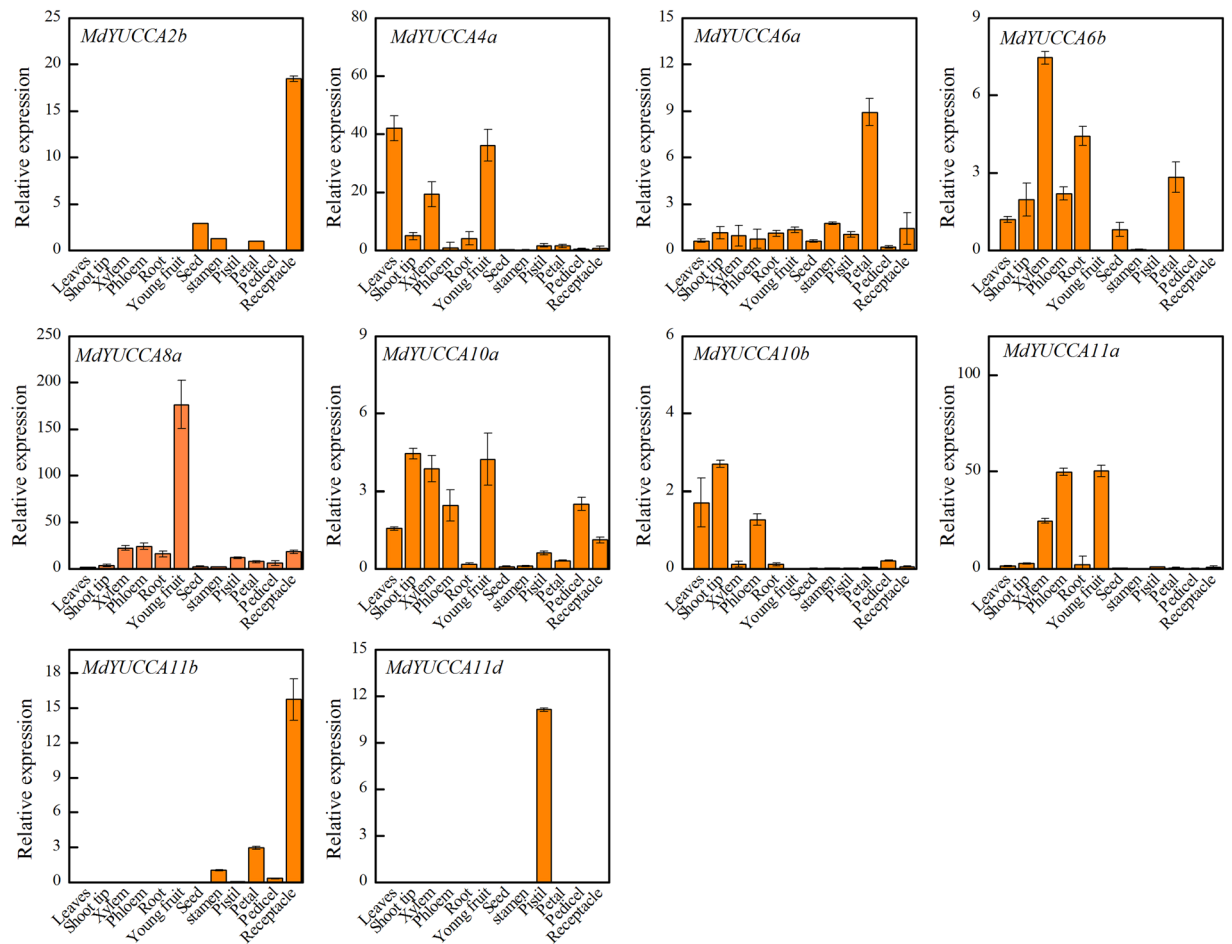 MdYUCCA2b
Relative expression
25
20
15
10
5
0
Leaves
Shoot tip
Xylem
Phloem
Root
Young fruit
Seed
stamen
PIstil
Petal
Pedicel
Receptacle
MdYUCCA4a
Relative expression
80
60
40
20
0
Leaves
Shoot tip
Xylem
Phloem
Root
Yonug fruit
Seed
stamen
PIstil
Petal
Pedicel
Receptacle
MdYUCCA6a
Relative expression
15
12
9
6
3
0
Leaves
Shoot tip
Xylem
Phloem
Root
Young fruit
Seed
stamen
PIstil
Petal
Pedicel
Receptacle
MdYUCCA6b
Relative expression
9
6
3
0
Leaves
Shoot tip
Xylem
Phloem
Root
Young fruit
Seed
stamen
PIstil
Petal
Pedicel
Receptacle
MdYUCCA8a
Relative expression
250
200
150
100
50
0
Leaves
Shoot tip
Xylem
Phloem
Root
Young fruit
Seed
stamen
PIstil
Petal
Pedicel
Receptacle
MdYUCCA10a
Relative expression
9
6
3
0
Leaves
Shoot tip
Xylem
Phloem
Root
Young fruit
Seed
stamen
PIstil
Petal
Pedicel
Receptacle
MdYUCCA10b
Relative expression
6
4
2
0
Leaves
Shoot tip
Xylem
Phloem
Root
Young fruit
Seed
stamen
PIstil
Petal
Pedicel
Receptacle
MdYUCCA11a
Relative expression
100
50
0
Leaves
Shoot tip
Xylem
Phloem
Root
Young fruit
Seed
stamen
PIstil
Petal
Pedicel
Receptacle
MdYUCCA11b
Relative expression
18
15
12
9
6
3
0
Leaves
Shoot tip
Xylem
Phloem
Root
Young fruit
Seed
stamen
PIstil
Petal
Pedicel
Receptacle
MdYUCCA11d
Relative expression
15
12
9
6
3
0
Leaves
Shoot tip
Xylem
Phloem
Root
Yonug fruit
Seed
stamen
PIstil
Petal
Pedicel
Receptacle